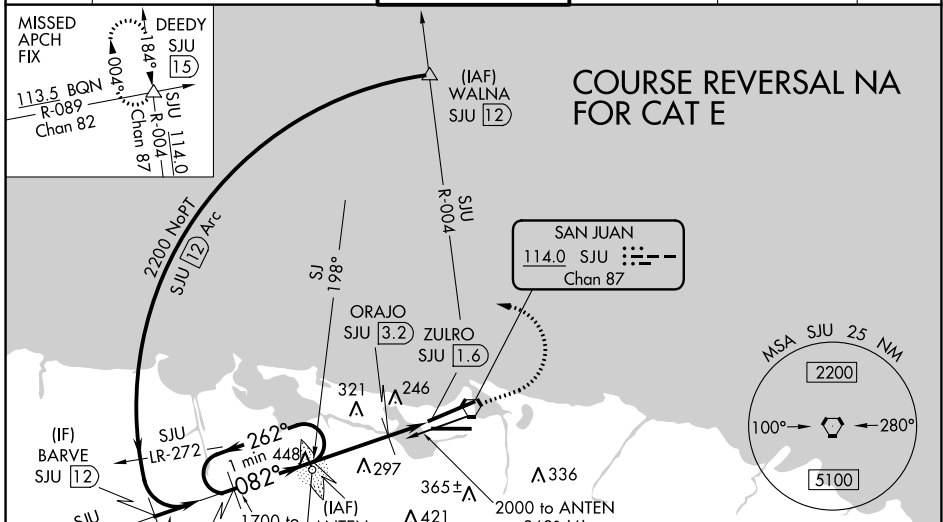 MISSED
APCH
FIX
DEEDY
SJU
15
184°
004°
113.5 BQN
R-089
Chan 82
SJU 114.0
R-004
Chan 87
(IAF)
WALNA
SJU 12
COURSE REVERSAL NA
FOR CAT E
2200 NoPT
SJU 12 Arc
SJU
R-004
SJ
198°
SAN JUAN
114.0 SJU
Chan 87
ORAJO
SJU 3.2
ZULRO
SJU 1.6
MSA SJU 25 NM
2200
100°
280°
5100
321
246
(IF)
BARVE
SJU 12
SJU
LR-272
262°
1 min
448
082°
297
336
365±
(IAF)
ANTEN
421
2000 to ANTEN
1700 to
SJU